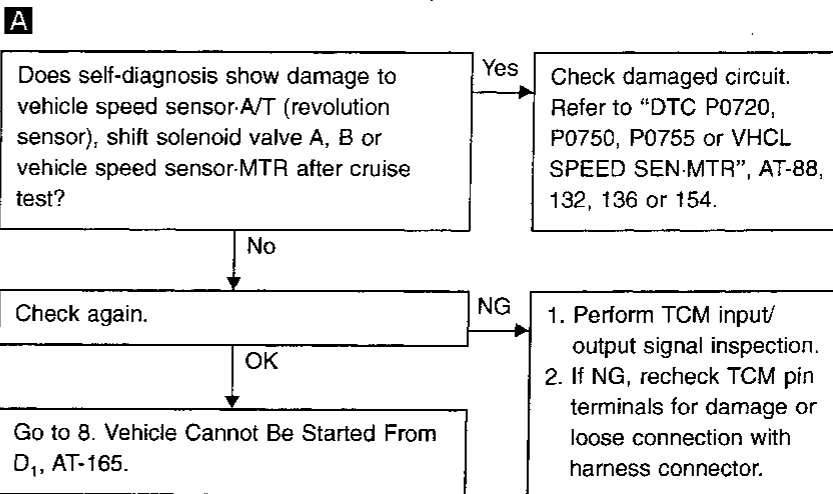 A
Does self-diagnosis show damage to
vehicle speed sensor·A/T (revolution
sensor), shift solenoid valve A, B or
vehicle speed sensor·MTR after cruise
test?
Yes
Check damaged circuit.
Refer to “DTC P0720,
P0750, P0755 or VHCL
SPEED SEN·MTR”, AT-88,
132, 136 or 154.
No
Check again.
NG
1. Perform TCM input/
output signal inspection.
2. If NG, recheck TCM pin
terminals for damage or
loose connection with
harness connector.
OK
Go to 8. Vehicle Cannot Be Started From
D₁, AT-165.